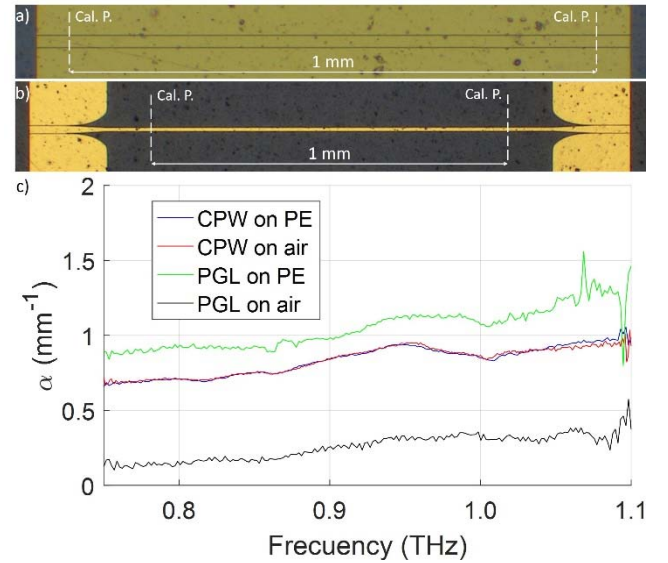 a) Cal. P. Cal. P.
1 mm
b) Cal. P. Cal. P.
1 mm
c)
2
1.5
1
0.5
0
α (mm⁻¹)
CPW on PE
CPW on air
PGL on PE
PGL on air
0.8 0.9 1.0 1.1
Frecuency (THz)